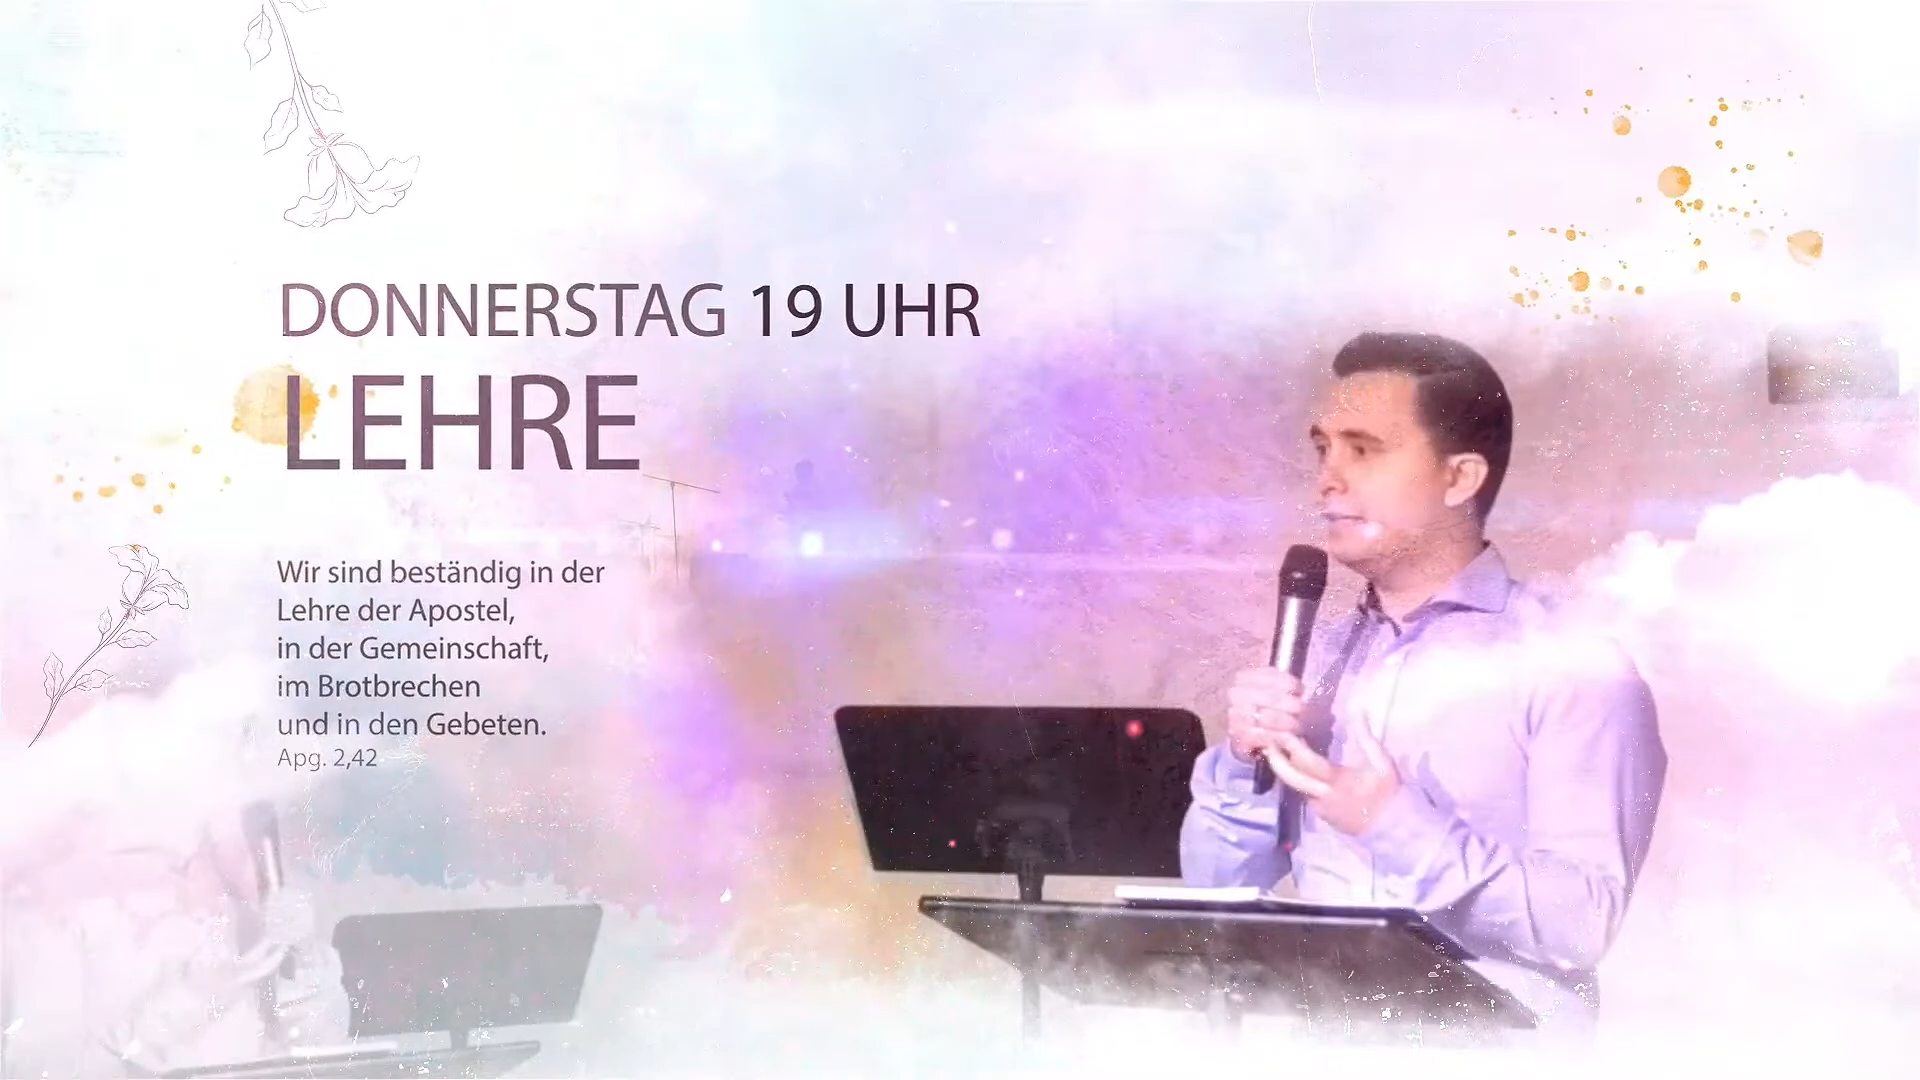 DONNERSTAG 19 UHR
LEHRE
Wir sind beständig in der
Lehre der Apostel,
in der Gemeinschaft,
im Brotbrechen
und in den Gebeten.
Apg. 2,42